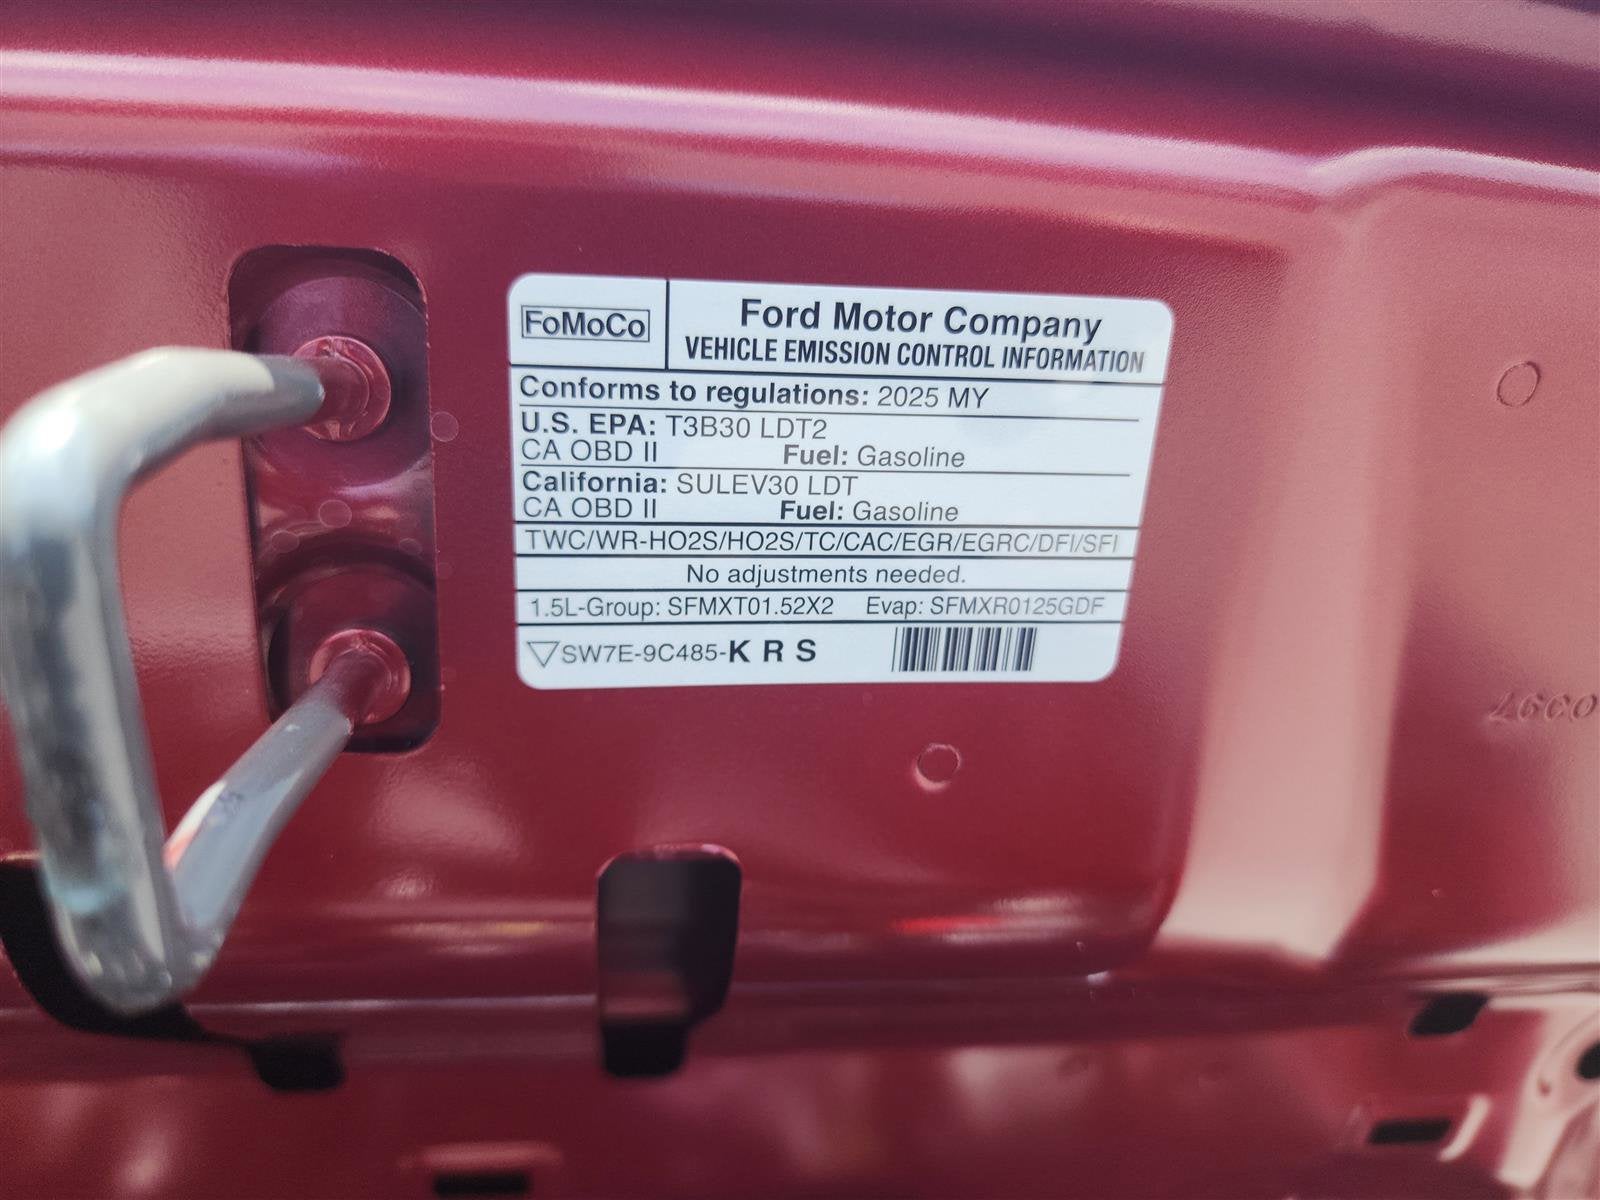 FoMoCo
Ford Motor Company
VEHICLE EMISSION CONTROL INFORMATION
Conforms to regulations: 2025 MY
U.S. EPA: T3B30 LDT2
CA OBD II Fuel: Gasoline
California: SULEV30 LDT
CA OBD II Fuel: Gasoline
TWC/WR-HO2S/HO2S/TC/CAC/EGR/EGRC/DFI/SFI
No adjustments needed.
1.5L-Group: SFMXT01.52X2 Evap: SFMXR0125GDF
SW7E-9C485-K R S